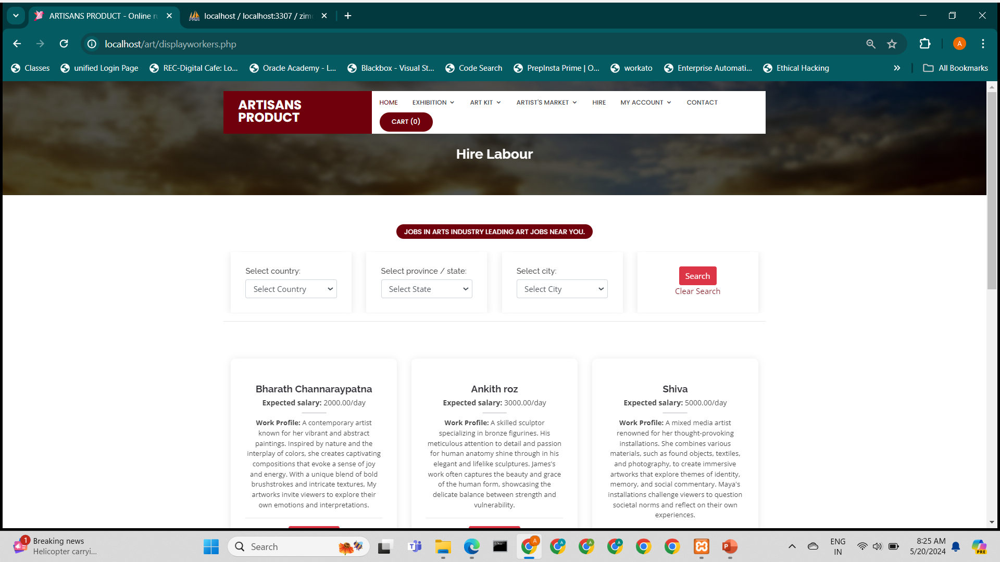 ARTISANS PRODUCT - Online r
localhost / localhost:3307 / zim
localhost/art/displayworkers.php
A
Classes
unified Login Page
REC-Digital Cafe: Lo...
Oracle Academy - L...
Blackbox - Visual St...
Code Search
PrepInsta Prime | O...
workato
Enterprise Automati...
Ethical Hacking
All Bookmarks
ARTISANS
PRODUCT
HOME
EXHIBITION
ART KIT
ARTIST'S MARKET
HIRE
MY ACCOUNT
CONTACT
CART (0)
Hire Labour
JOBS IN ARTS INDUSTRY LEADING ART JOBS NEAR YOU.
Select country:
Select Country
Select province / state:
Select State
Select city:
Select City
Search
Clear Search
Bharath Channaraypatna
Expected salary: 2000.00/day
Work Profile: A contemporary artist
known for her vibrant and abstract
paintings. Inspired by nature and the
interplay of colors, she creates captivating
compositions that evoke a sense of joy
and energy. With a unique blend of bold
brushstrokes and intricate textures, My
artworks invite viewers to explore their
own emotions and interpretations.
Ankith roz
Expected salary: 3000.00/day
Work Profile: A skilled sculptor
specializing in bronze figurines. His
meticulous attention to detail and passion
for human anatomy shine through in his
elegant and lifelike sculptures. James's
work often captures the beauty and grace
of the human form, showcasing the
delicate balance between strength and
vulnerability.
Shiva
Expected salary: 5000.00/day
Work Profile: A mixed media artist
renowned for her thought-provoking
installations. She combines various
materials, such as found objects, textiles,
and photography, to create immersive
artworks that explore themes of identity,
memory, and social commentary. Maya's
installations challenge viewers to question
societal norms and reflect on their own
experiences.
1
Breaking news
Helicopter carryi...
Search
ENG
IN
8:25 AM
5/20/2024
PRE